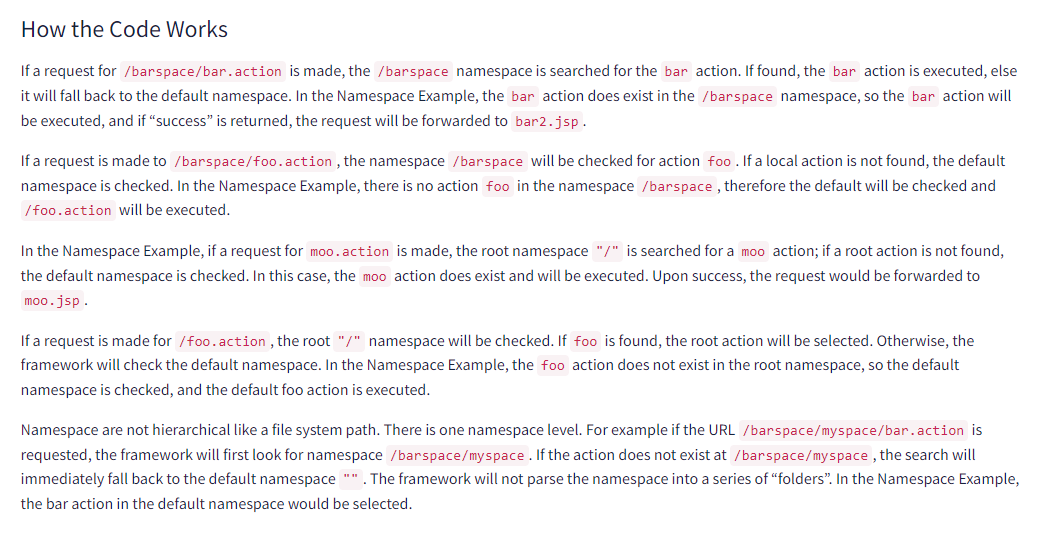 How the Code Works
If a request for /barspace/bar.action is made, the /barspace namespace is searched for the bar action. If found, the bar action is executed, else
it will fall back to the default namespace. In the Namespace Example, the bar action does exist in the /barspace namespace, so the bar action will
be executed, and if “success” is returned, the request will be forwarded to bar2.jsp.
If a request is made to /barspace/foo.action, the namespace /barspace will be checked for action foo. If a local action is not found, the default
namespace is checked. In the Namespace Example, there is no action foo in the namespace /barspace, therefore the default will be checked and
/foo.action will be executed.
In the Namespace Example, if a request for moo.action is made, the root namespace "/" is searched for a moo action; if a root action is not found,
the default namespace is checked. In this case, the moo action does exist and will be executed. Upon success, the request would be forwarded to
moo.jsp.
If a request is made for /foo.action, the root "/" namespace will be checked. If foo is found, the root action will be selected. Otherwise, the
framework will check the default namespace. In the Namespace Example, the foo action does not exist in the root namespace, so the default
namespace is checked, and the default foo action is executed.
Namespace are not hierarchical like a file system path. There is one namespace level. For example if the URL /barspace/myspace/bar.action is
requested, the framework will first look for namespace /barspace/myspace. If the action does not exist at /barspace/myspace, the search will
immediately fall back to the default namespace "". The framework will not parse the namespace into a series of “folders”. In the Namespace Example,
the bar action in the default namespace would be selected.